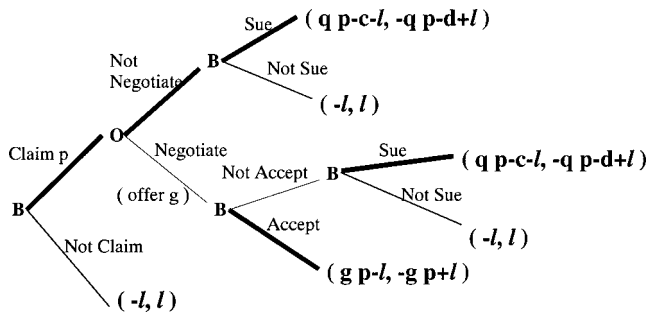 Sue
( q p-c-l, -q p-d+l )
Not
Negotiate
B
Not Sue
( -l, l )
Claim p
O
Negotiate
( offer g )
Not Accept
B
Sue
( q p-c-l, -q p-d+l )
Not Sue
( -l, l )
B
B
Accept
( g p-l, -g p+l )
Not Claim
( -l, l )